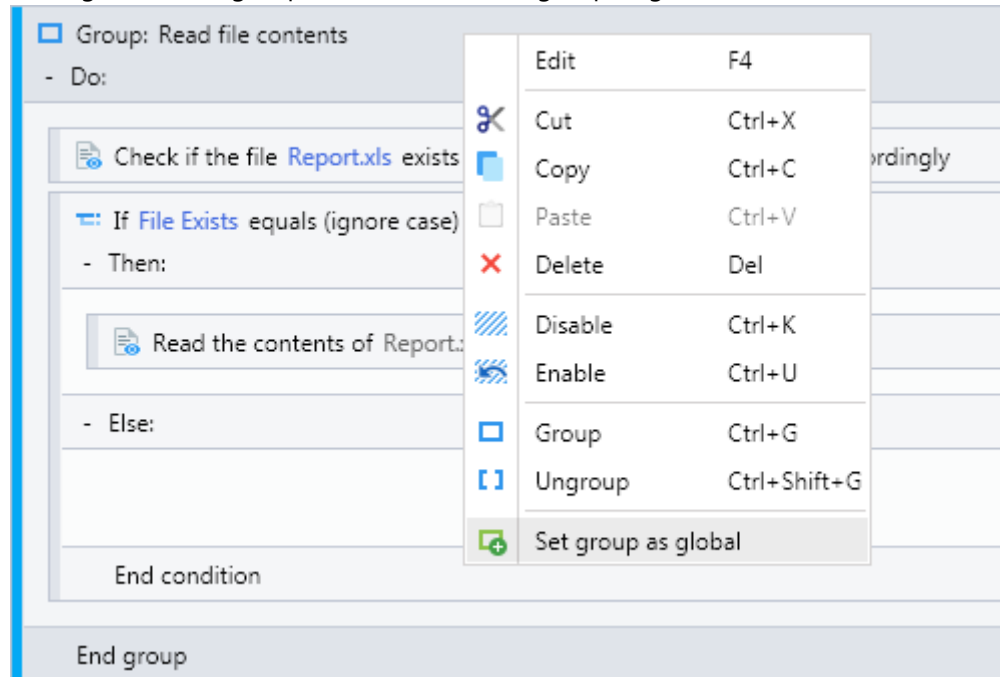 Group: Read file contents
- Do:
Edit F4
Cut Ctrl+X
Check if the file Report.xls exists
Copy Ctrl+C
Paste Ctrl+V
If File Exists equals (ignore case)
- Then:
Delete Del
Disable Ctrl+K
Read the contents of Report.
Enable Ctrl+U
- Else:
Group Ctrl+G
Ungroup Ctrl+Shift+G
Set group as global
End condition
End group